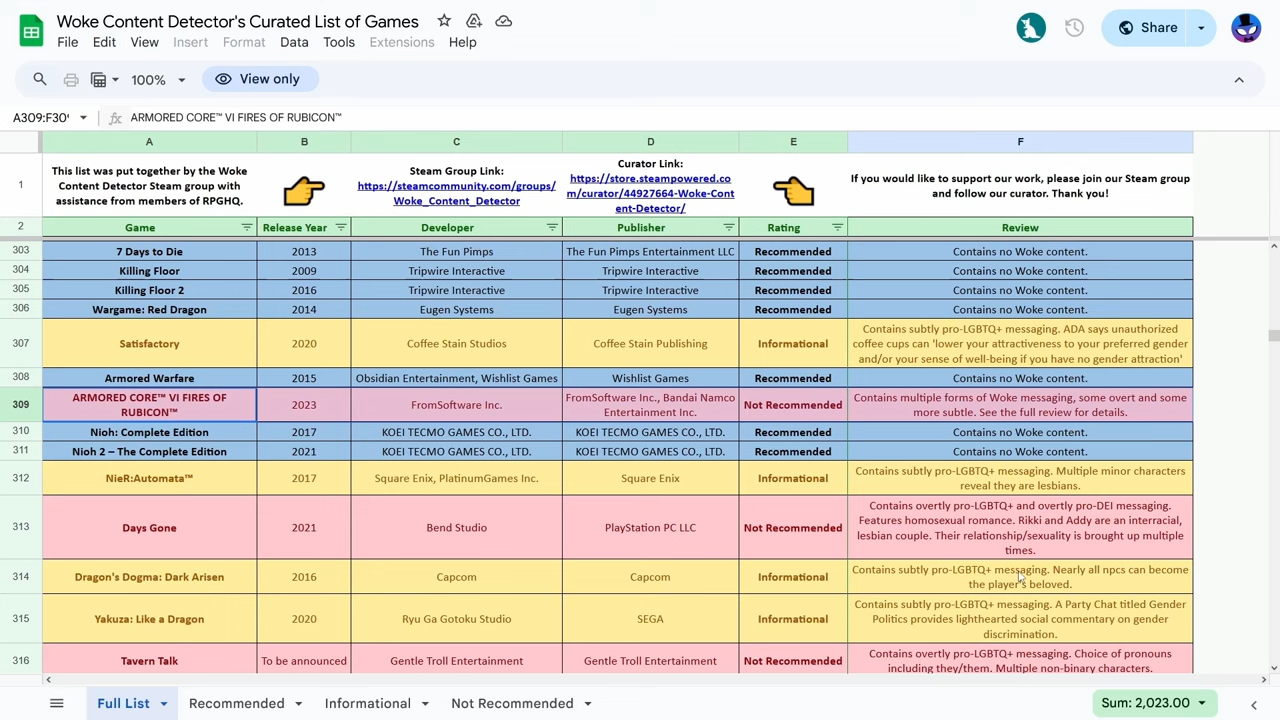 Woke Content Detector's Curated List of Games
File Edit View Insert Format Data Tools Extensions Help
Share
100% View only
A309:F30 ARMORED CORE™ VI FIRES OF RUBICON™
A B C D E F
1 This list was put together by the Woke Content Detector Steam group with assistance from members of RPGHQ. Steam Group Link: https://steamcommunity.com/groups/Woke_Content_Detector Curator Link: https://store.steampowered.com/curator/44927664-Woke-Content-Detector/ If you would like to support our work, please join our Steam group and follow our curator. Thank you!
2 Game Release Year Developer Publisher Rating Review
303 7 Days to Die 2013 The Fun Pimps The Fun Pimps Entertainment LLC Recommended Contains no Woke content.
304 Killing Floor 2009 Tripwire Interactive Tripwire Interactive Recommended Contains no Woke content.
305 Killing Floor 2 2016 Tripwire Interactive Tripwire Interactive Recommended Contains no Woke content.
306 Wargame: Red Dragon 2014 Eugen Systems Eugen Systems Recommended Contains no Woke content.
307 Satisfactory 2020 Coffee Stain Studios Coffee Stain Publishing Informational Contains subtly pro-LGBTQ+ messaging. ADA says unauthorized coffee cups can 'lower your attractiveness to your preferred gender and/or your sense of well-being if you have no gender attraction'
308 Armored Warfare 2015 Obsidian Entertainment, Wishlist Games Wishlist Games Recommended Contains no Woke content.
309 ARMORED CORE™ VI FIRES OF RUBICON™ 2023 FromSoftware Inc. FromSoftware Inc., Bandai Namco Entertainment Inc. Not Recommended Contains multiple forms of Woke messaging, some overt and some more subtle. See the full review for details.
310 Nioh: Complete Edition 2017 KOEI TECMO GAMES CO., LTD. KOEI TECMO GAMES CO., LTD. Recommended Contains no Woke content.
311 Nioh 2 – The Complete Edition 2021 KOEI TECMO GAMES CO., LTD. KOEI TECMO GAMES CO., LTD. Recommended Contains no Woke content.
312 NieR:Automata™ 2017 Square Enix, PlatinumGames Inc. Square Enix Informational Contains subtly pro-LGBTQ+ messaging. Multiple minor characters reveal they are lesbians.
313 Days Gone 2021 Bend Studio PlayStation PC LLC Not Recommended Contains overtly pro-LGBTQ+ and overtly pro-DEI messaging. Features homosexual romance. Rikki and Addy are an interracial, lesbian couple. Their relationship/sexuality is brought up multiple times.
314 Dragon's Dogma: Dark Arisen 2016 Capcom Capcom Informational Contains subtly pro-LGBTQ+ messaging. Nearly all npcs can become the player's beloved.
315 Yakuza: Like a Dragon 2020 Ryu Ga Gotoku Studio SEGA Informational Contains subtly pro-LGBTQ+ messaging. A Party Chat titled Gender Politics provides lighthearted social commentary on gender discrimination.
316 Tavern Talk To be announced Gentle Troll Entertainment Gentle Troll Entertainment Not Recommended Contains overtly pro-LGBTQ+ messaging. Choice of pronouns including they/them. Multiple non-binary characters.
Full List Recommended Informational Not Recommended Sum: 2,023.00